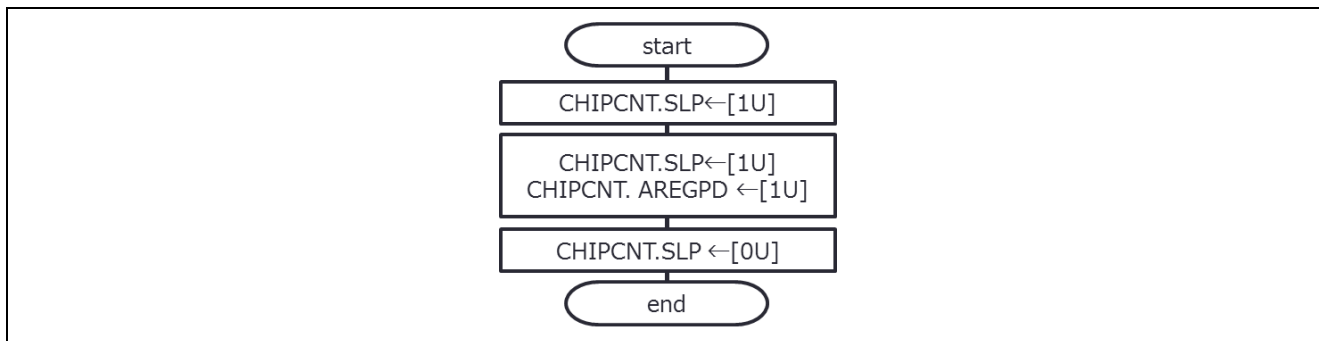 start
CHIPCNT.SLP←[1U]
CHIPCNT.SLP←[1U]
CHIPCNT. AREGPD ←[1U]
CHIPCNT.SLP ←[0U]
end